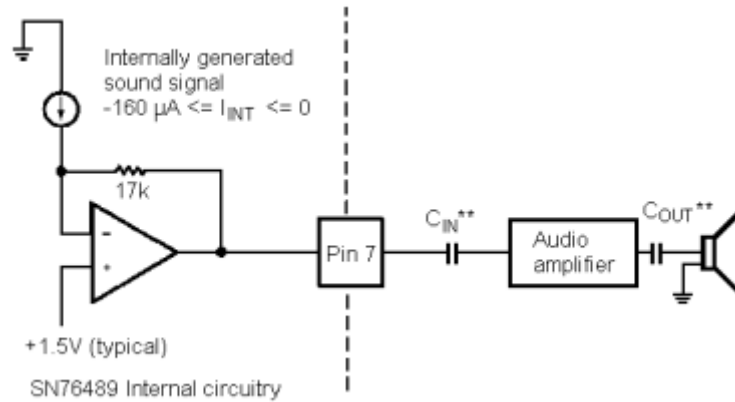 Internally generated
sound signal
-160 µA <= I_INT <= 0
17k
−
+
+1.5V (typical)
SN76489 Internal circuitry
Pin 7
C_IN**
Audio
amplifier
C_OUT**